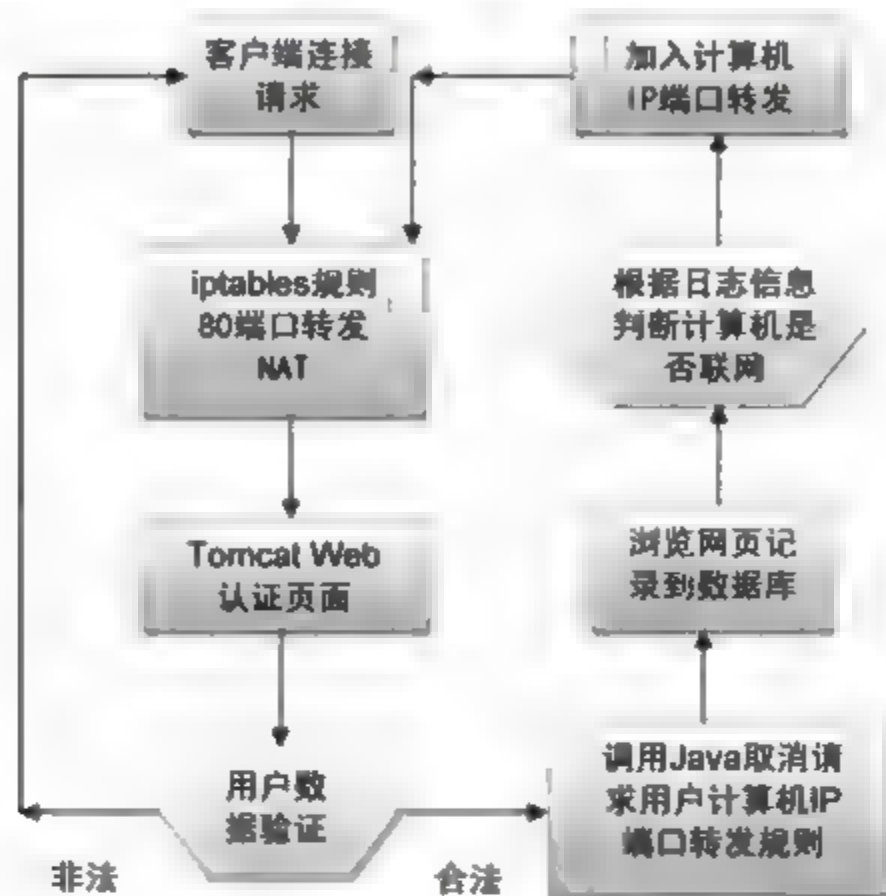 客户端连接
请求
加入计算机
IP端口转发
iptables规则
80端口转发
NAT
根据日志信息
判断计算机是
否联网
Tomcat Web
认证页面
浏览网页记
录到数据库
用户数
据验证
调用Java取消请
求用户计算机IP
端口转发规则
非法
合法